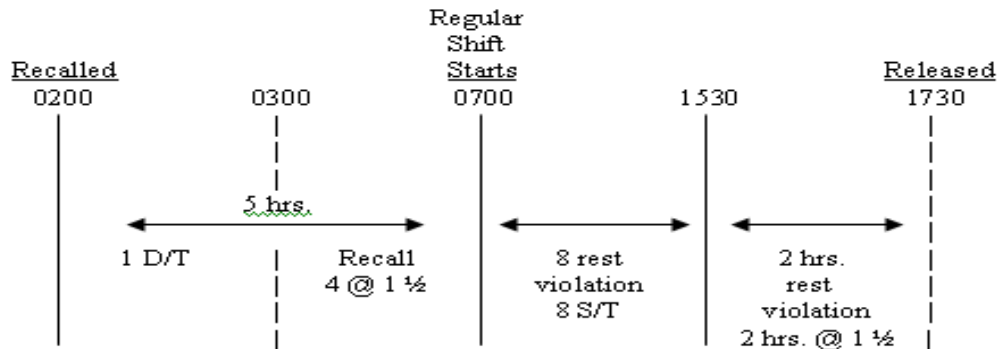 Regular
Shift
Recalled Starts Released
0200 0300 0700 1530 1730
5 hrs.
1 D/T Recall 8 rest 2 hrs.
4 @ 1 ½ violation rest
8 S/T violation
2 hrs. @ 1 ½